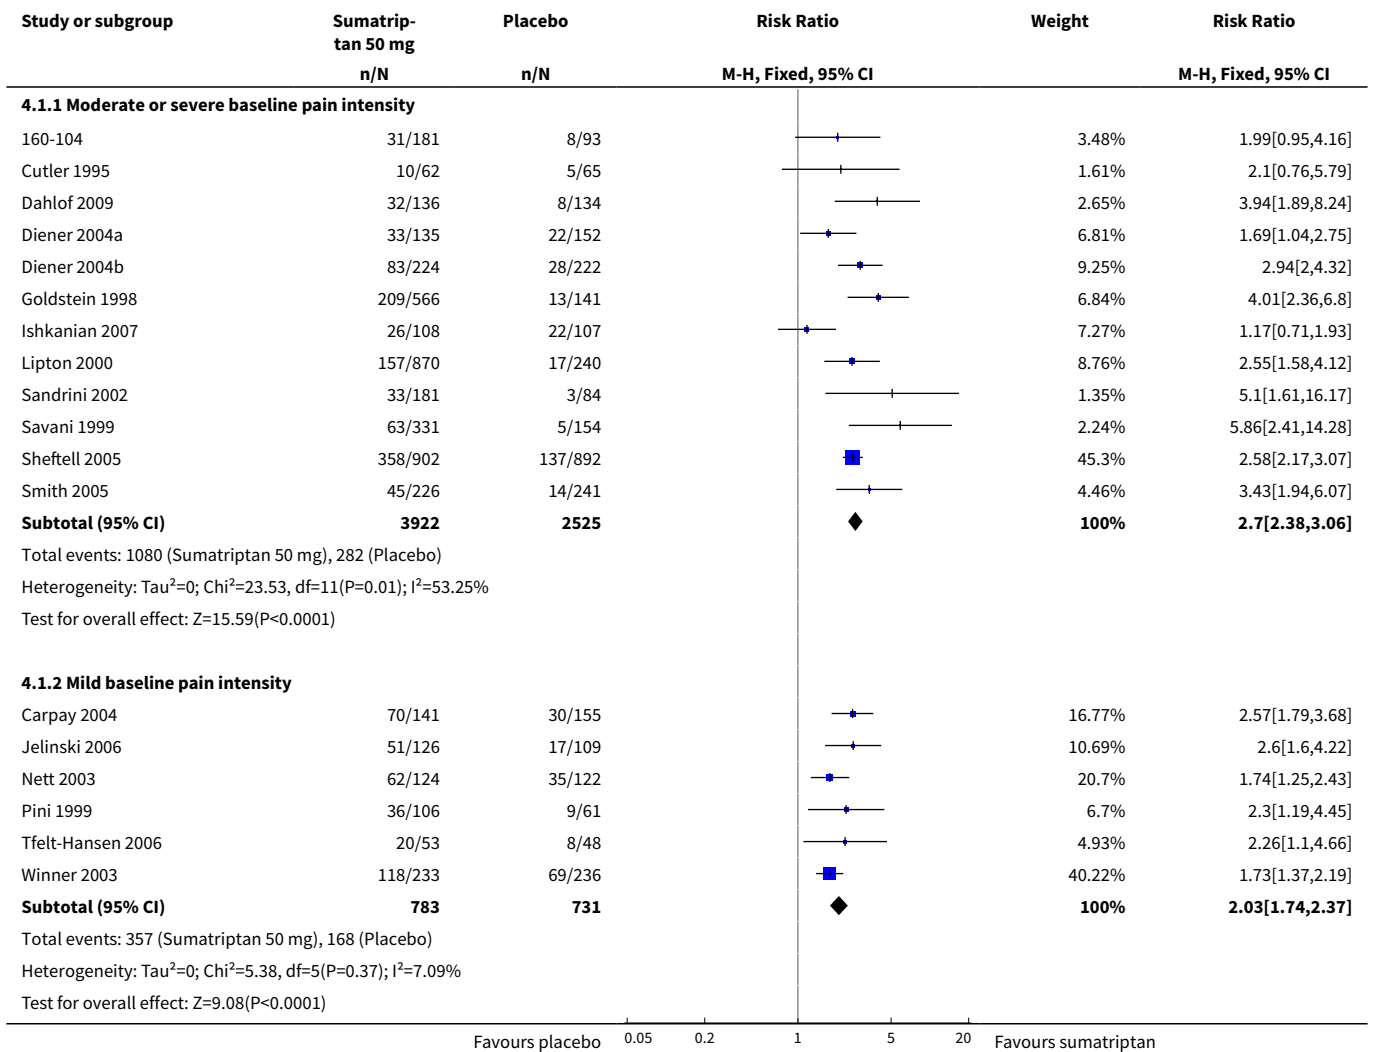 Study or subgroup Sumatrip- Placebo Risk Ratio Weight Risk Ratio
tan 50 mg
n/N n/N M-H, Fixed, 95% CI M-H, Fixed, 95% CI
4.1.1 Moderate or severe baseline pain intensity
160-104 31/181 8/93 3.48% 1.99[0.95,4.16]
Cutler 1995 10/62 5/65 1.61% 2.1[0.76,5.79]
Dahlof 2009 32/136 8/134 2.65% 3.94[1.89,8.24]
Diener 2004a 33/135 22/152 6.81% 1.69[1.04,2.75]
Diener 2004b 83/224 28/222 9.25% 2.94[2,4.32]
Goldstein 1998 209/566 13/141 6.84% 4.01[2.36,6.8]
Ishkanian 2007 26/108 22/107 7.27% 1.17[0.71,1.93]
Lipton 2000 157/870 17/240 8.76% 2.55[1.58,4.12]
Sandrini 2002 33/181 3/84 1.35% 5.1[1.61,16.17]
Savani 1999 63/331 5/154 2.24% 5.86[2.41,14.28]
Sheftell 2005 358/902 137/892 45.3% 2.58[2.17,3.07]
Smith 2005 45/226 14/241 4.46% 3.43[1.94,6.07]
Subtotal (95% CI) 3922 2525 100% 2.7[2.38,3.06]
Total events: 1080 (Sumatriptan 50 mg), 282 (Placebo)
Heterogeneity: Tau²=0; Chi²=23.53, df=11(P=0.01); I²=53.25%
Test for overall effect: Z=15.59(P<0.0001)
4.1.2 Mild baseline pain intensity
Carpay 2004 70/141 30/155 16.77% 2.57[1.79,3.68]
Jelinski 2006 51/126 17/109 10.69% 2.6[1.6,4.22]
Nett 2003 62/124 35/122 20.7% 1.74[1.25,2.43]
Pini 1999 36/106 9/61 6.7% 2.3[1.19,4.45]
Tfelt-Hansen 2006 20/53 8/48 4.93% 2.26[1.1,4.66]
Winner 2003 118/233 69/236 40.22% 1.73[1.37,2.19]
Subtotal (95% CI) 783 731 100% 2.03[1.74,2.37]
Total events: 357 (Sumatriptan 50 mg), 168 (Placebo)
Heterogeneity: Tau²=0; Chi²=5.38, df=5(P=0.37); I²=7.09%
Test for overall effect: Z=9.08(P<0.0001)
Favours placebo 0.05 0.2 1 5 20 Favours sumatriptan